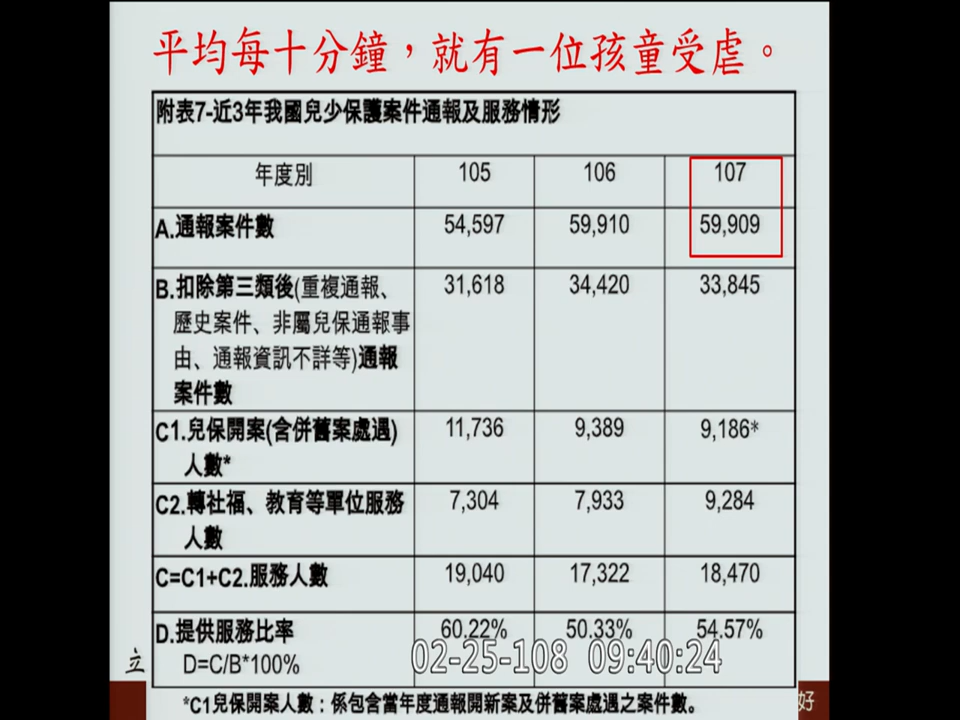 平均每十分鐘，就有一位孩童受虐。
附表7-近3年我國兒少保護案件通報及服務情形
年度別 105 106 107
A.通報案件數 54,597 59,910 59,909
B.扣除第三類後(重複通報、 31,618 34,420 33,845
歷史案件、非屬兒保通報事
由、通報資訊不詳等)通報
案件數
C1.兒保開案(含併舊案處遇) 11,736 9,389 9,186*
人數*
C2.轉社福、教育等單位服務 7,304 7,933 9,284
人數
C=C1+C2.服務人數 19,040 17,322 18,470
D.提供服務比率 60.22% 50.33% 54.57%
D=C/B*100%
立 02-25-108 09:40:24
*C1兒保開案人數：係包含當年度通報開新案及併舊案處遇之案件數。
好